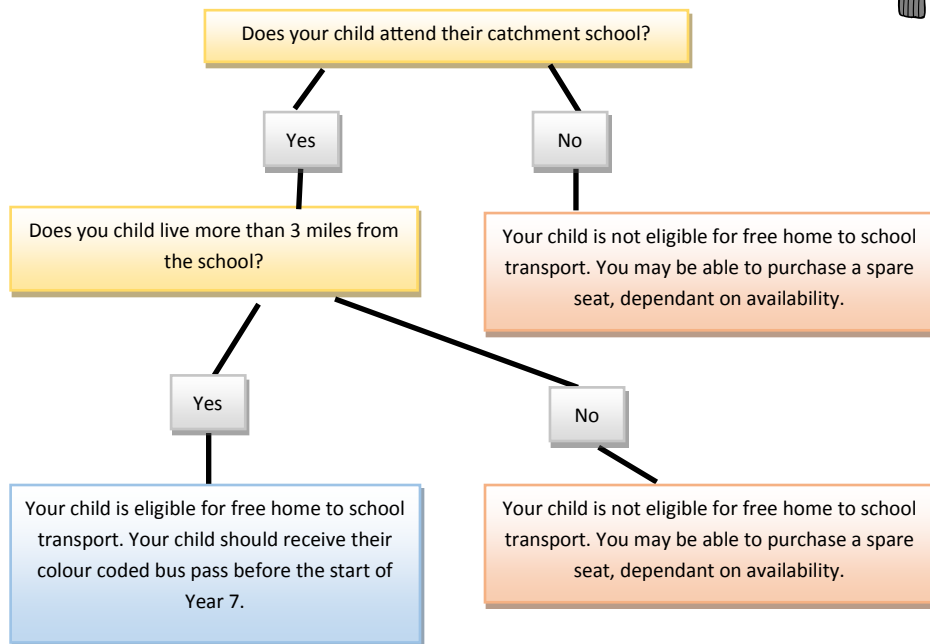 Does your child attend their catchment school?
Yes
No
Does you child live more than 3 miles from
the school?
Your child is not eligible for free home to school
transport. You may be able to purchase a spare
seat, dependant on availability.
Yes
No
Your child is eligible for free home to school
transport. Your child should receive their
colour coded bus pass before the start of
Year 7.
Your child is not eligible for free home to school
transport. You may be able to purchase a spare
seat, dependant on availability.